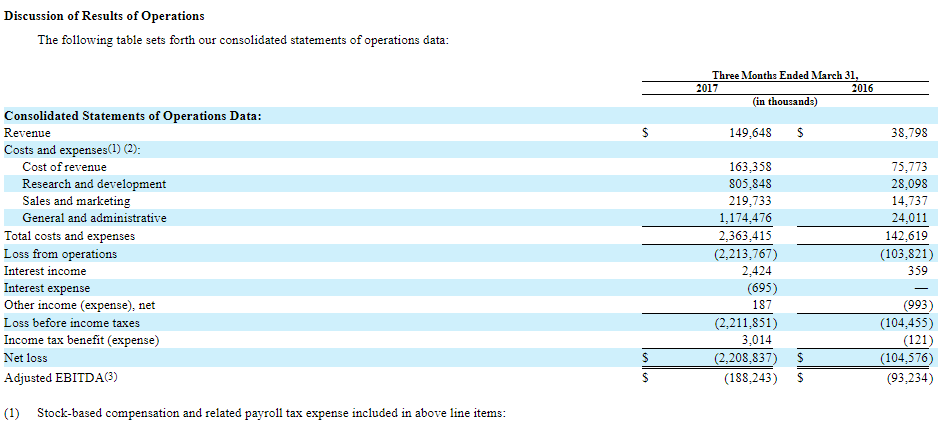 Discussion of Results of Operations
The following table sets forth our consolidated statements of operations data:
Three Months Ended March 31,
2017 2016
(in thousands)
Consolidated Statements of Operations Data:
Revenue $ 149,648 $ 38,798
Costs and expenses(1) (2):
Cost of revenue 163,358 75,773
Research and development 805,848 28,098
Sales and marketing 219,733 14,737
General and administrative 1,174,476 24,011
Total costs and expenses 2,363,415 142,619
Loss from operations (2,213,767) (103,821)
Interest income 2,424 359
Interest expense (695) —
Other income (expense), net 187 (993)
Loss before income taxes (2,211,851) (104,455)
Income tax benefit (expense) 3,014 (121)
Net loss $ (2,208,837) $ (104,576)
Adjusted EBITDA(3) $ (188,243) $ (93,234)
(1) Stock-based compensation and related payroll tax expense included in above line items: